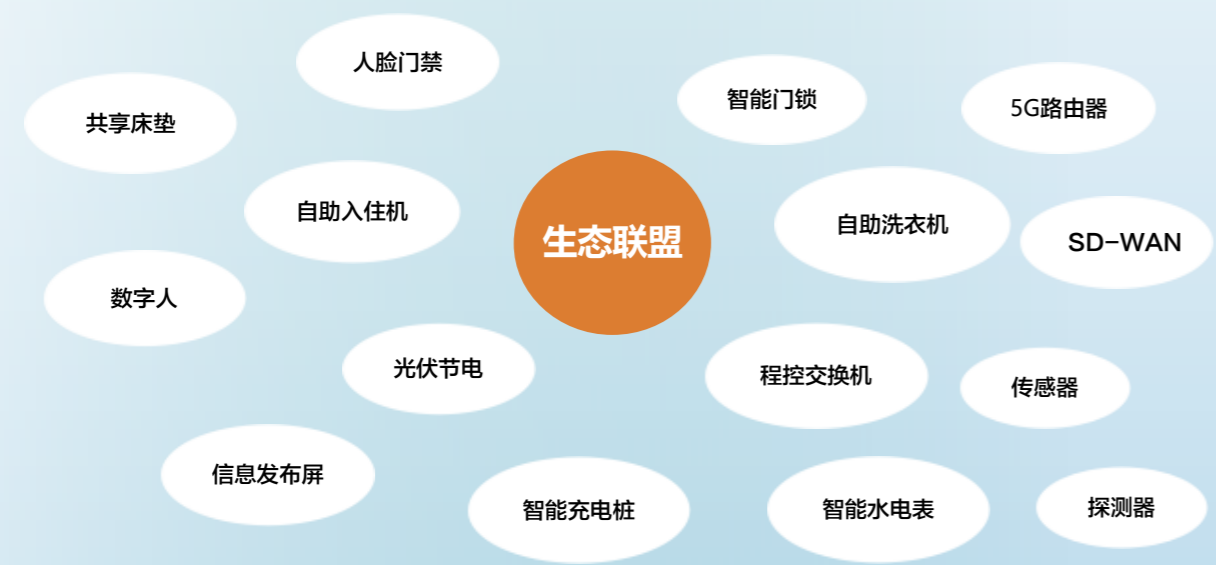 人脸门禁
智能门锁
5G路由器
共享床垫
自助入住机
自助洗衣机
生态联盟
SD-WAN
数字人
光伏节电
程控交换机
传感器
信息发布屏
智能充电桩
智能水电表
探测器